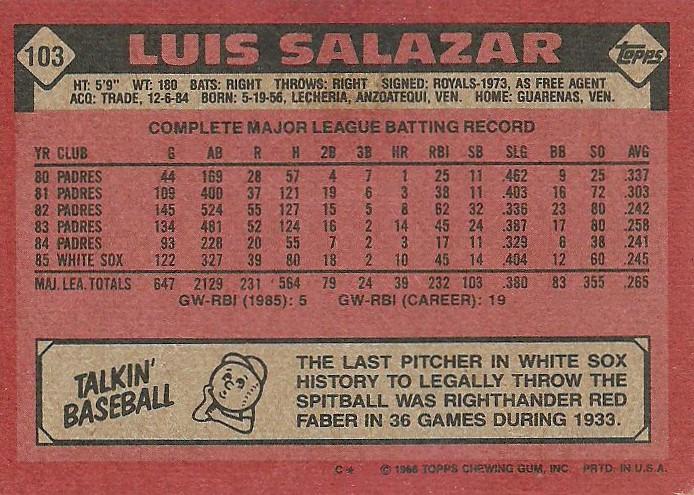 103 LUIS SALAZAR topps
HT: 5'9" WT: 180 BATS: RIGHT THROWS: RIGHT SIGNED: ROYALS-1973, AS FREE AGENT
ACQ: TRADE, 12-6-84 BORN: 5-19-56, LECHERIA, ANZOATEQUI, VEN. HOME: GUARENAS, VEN.
COMPLETE MAJOR LEAGUE BATTING RECORD
YR CLUB G AB R H 2B 3B HR RBI SB SLG BB SO AVG
80 PADRES 44 169 28 57 4 7 1 25 11 .462 9 25 .337
81 PADRES 109 400 37 121 19 6 3 38 11 .403 16 72 .303
82 PADRES 145 524 55 127 15 5 8 62 32 .336 23 80 .242
83 PADRES 134 481 52 124 16 2 14 45 24 .387 17 80 .258
84 PADRES 93 228 20 55 7 2 3 17 11 .329 6 38 .241
85 WHITE SOX 122 327 39 80 18 2 10 45 14 .404 12 60 .245
MAJ. LEA. TOTALS 647 2129 231 564 79 24 39 232 103 .380 83 355 .265
GW-RBI (1985): 5 GW-RBI (CAREER): 19
TALKIN'
BASEBALL
THE LAST PITCHER IN WHITE SOX
HISTORY TO LEGALLY THROW THE
SPITBALL WAS RIGHTHANDER RED
FABER IN 36 GAMES DURING 1933.
C* © 1986 TOPPS CHEWING GUM, INC. PRTD. IN U.S.A.